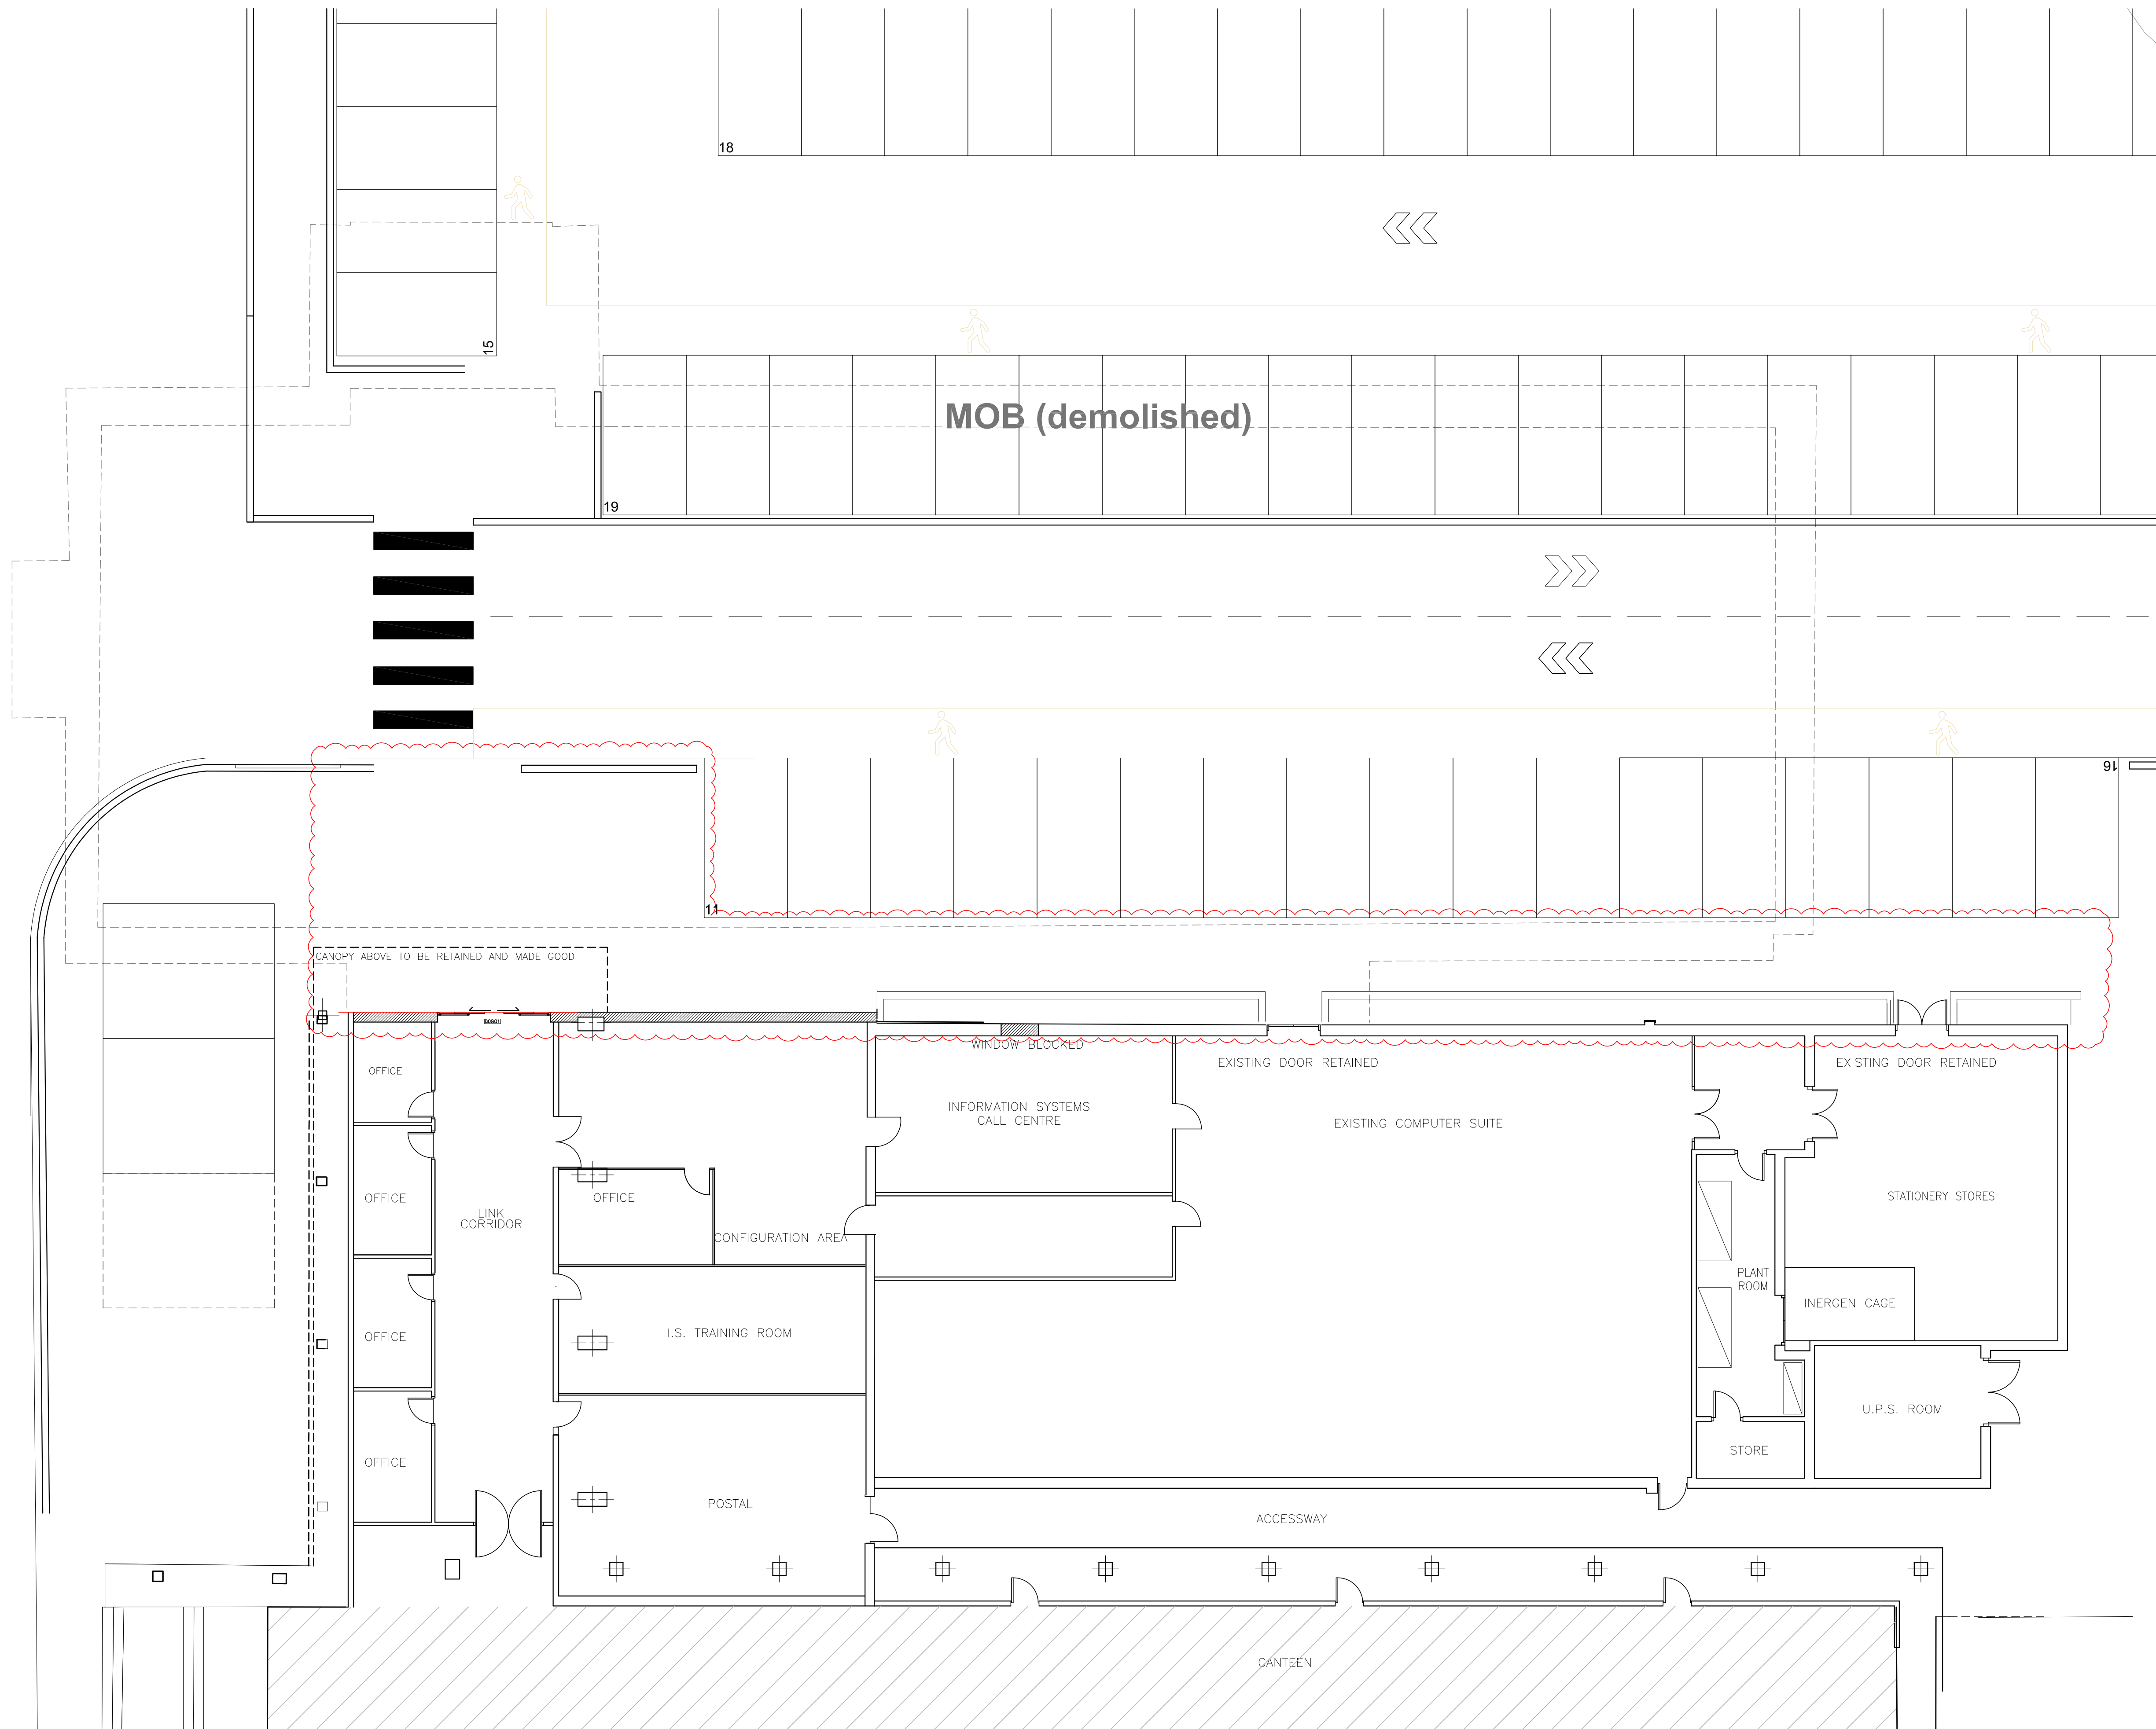 18
15
MOB (demolished)
19
16
11
CANOPY ABOVE TO BE RETAINED AND MADE GOOD
WINDOW BLOCKED
EXISTING DOOR RETAINED
EXISTING DOOR RETAINED
OFFICE
INFORMATION SYSTEMS
CALL CENTRE
EXISTING COMPUTER SUITE
OFFICE
OFFICE
STATIONERY STORES
LINK
CORRIDOR
CONFIGURATION AREA
PLANT
ROOM
INERGEN CAGE
OFFICE
I.S. TRAINING ROOM
U.P.S. ROOM
STORE
OFFICE
POSTAL
ACCESSWAY
CANTEEN